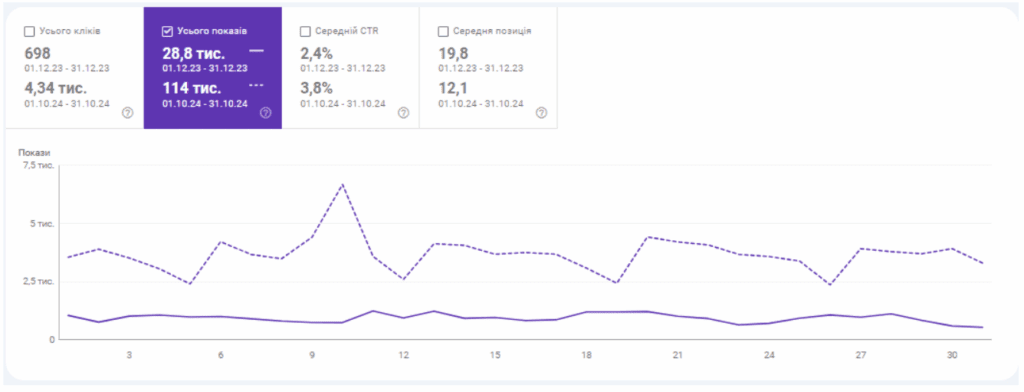 Усього кліків
698
01.12.23 - 31.12.23
4,34 тис.
01.10.24 - 31.10.24
Усього показів
28,8 тис.
01.12.23 - 31.12.23
114 тис.
01.10.24 - 31.10.24
Середній CTR
2,4%
01.12.23 - 31.12.23
3,8%
01.10.24 - 31.10.24
Середня позиція
19,8
01.12.23 - 31.12.23
12,1
01.10.24 - 31.10.24
Покази
7,5 тис.
5 тис.
2,5 тис.
0
3 6 9 12 15 18 21 24 27 30